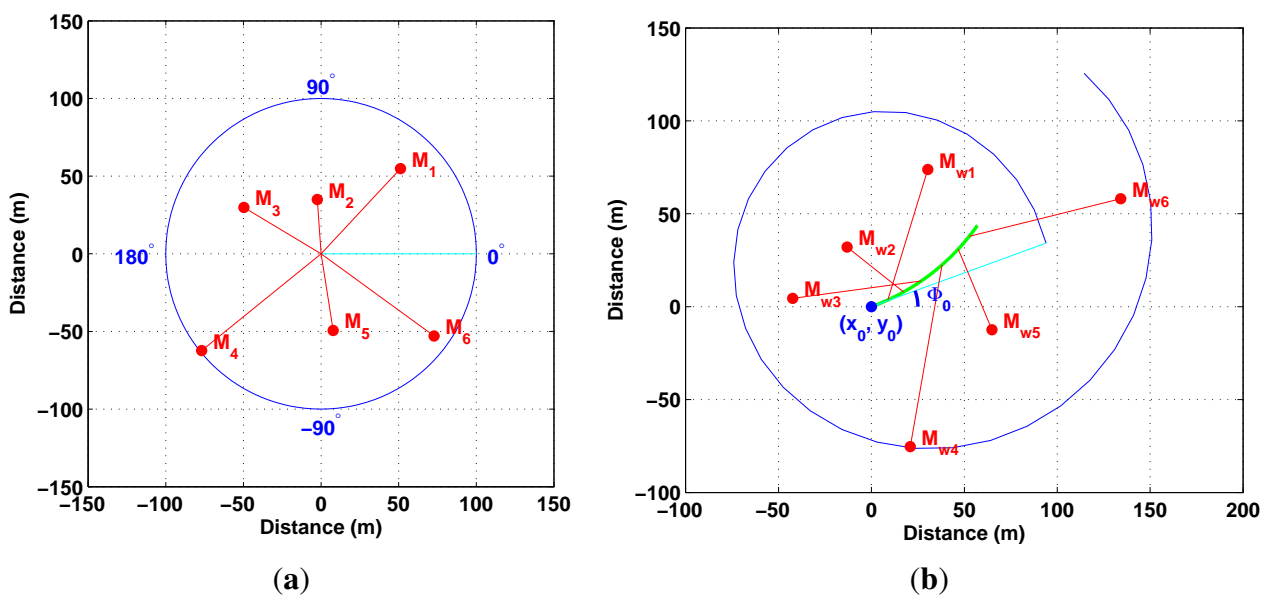 150
100
50
0
−50
−100
−150
−150 −100 −50 0 50 100 150
Distance (m)
Distance (m)
90°
180°
0°
−90°
M1
M2
M3
M4
M5
M6
(a)
150
100
50
0
−50
−100
−100 −50 0 50 100 150 200
Distance (m)
Distance (m)
Mw1
Mw2
Mw3
Mw4
Mw5
Mw6
Φ0
(x0, y0)
(b)